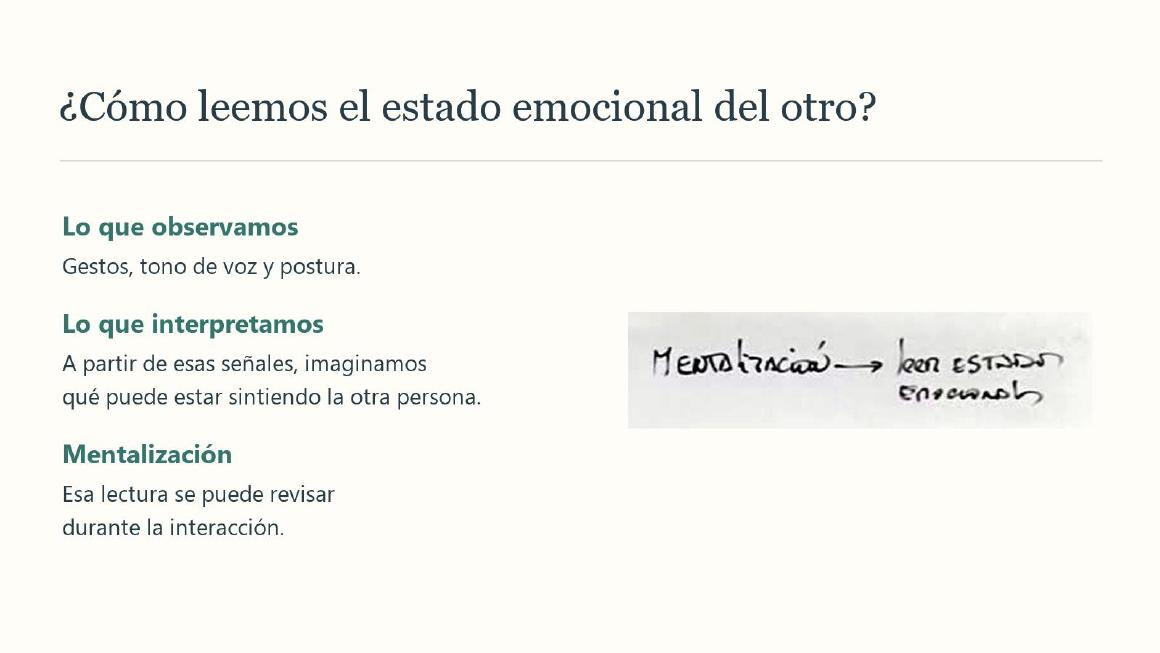 ¿Cómo leemos el estado emocional del otro?
Lo que observamos
Gestos, tono de voz y postura.
Lo que interpretamos
A partir de esas señales, imaginamos
qué puede estar sintiendo la otra persona.
Mentalización
Esa lectura se puede revisar
durante la interacción.
Mentalización → leer estados
emocionales